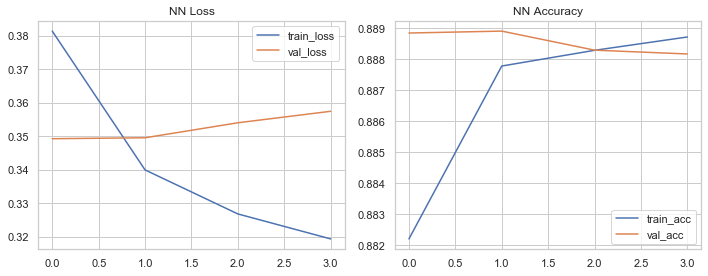 NN Loss
train_loss
val_loss
0.38
0.37
0.36
0.35
0.34
0.33
0.32
0.0 0.5 1.0 1.5 2.0 2.5 3.0
NN Accuracy
0.889
0.888
0.887
0.886
0.885
0.884
0.883
0.882
train_acc
val_acc
0.0 0.5 1.0 1.5 2.0 2.5 3.0